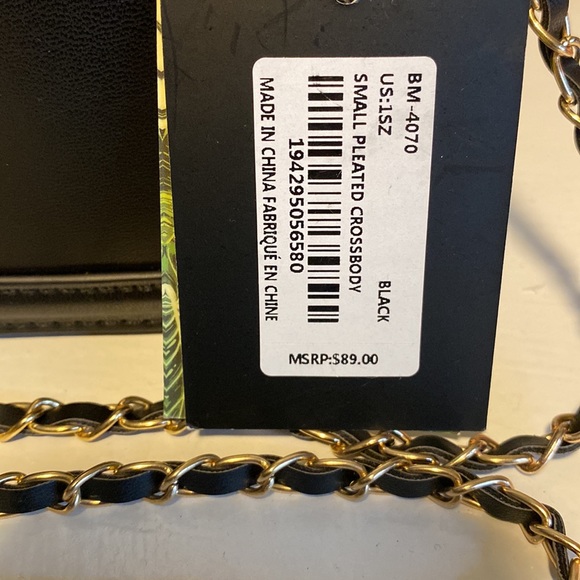 BM-4070
US:1SZ BLACK
SMALL PLEATED CROSSBODY
194295056580
MADE IN CHINA FABRIQUÉ EN CHINE
MSRP:$89.00